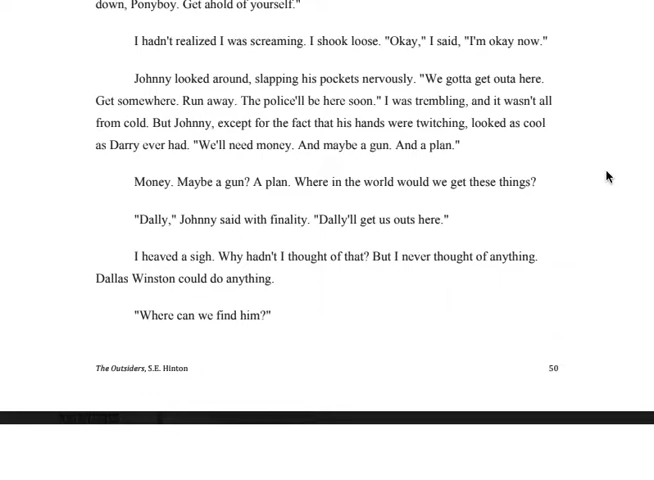 down, Ponyboy. Get ahold of yourself."
I hadn't realized I was screaming. I shook loose. "Okay," I said, "I'm okay now."
Johnny looked around, slapping his pockets nervously. "We gotta get outa here.
Get somewhere. Run away. The police'll be here soon." I was trembling, and it wasn't all
from cold. But Johnny, except for the fact that his hands were twitching, looked as cool
as Darry ever had. "We'll need money. And maybe a gun. And a plan."
Money. Maybe a gun? A plan. Where in the world would we get these things?
"Dally," Johnny said with finality. "Dally'll get us outs here."
I heaved a sigh. Why hadn't I thought of that? But I never thought of anything.
Dallas Winston could do anything.
"Where can we find him?"
The Outsiders, S.E. Hinton 50